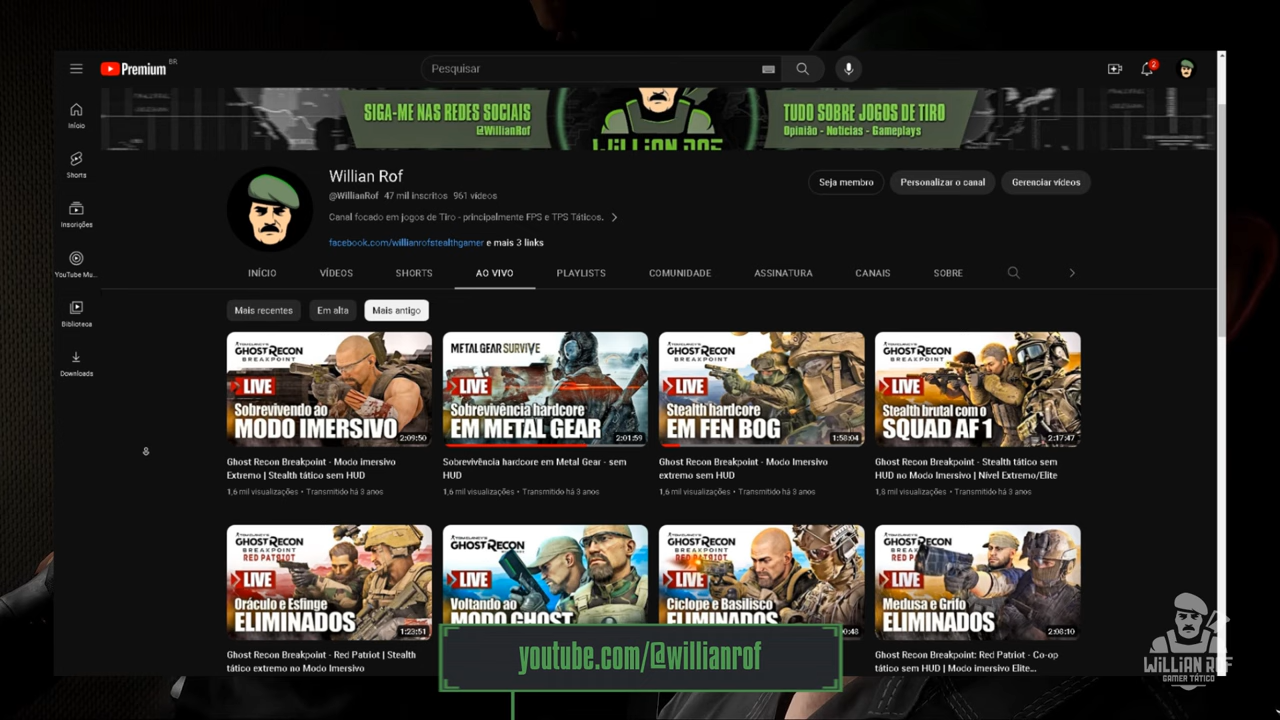 Premium BR
Pesquisar
2
Início
Shorts
Inscrições
YouTube Mu...
Biblioteca
Downloads
SIGA-ME NAS REDES SOCIAIS
@WillianRof
WILLIAN ROF
TUDO SOBRE JOGOS DE TIRO
Opinião - Notícias - Gameplays
Willian Rof
@WillianRof 47 mil inscritos 961 vídeos
Canal focado em jogos de Tiro - principalmente FPS e TPS Táticos.
facebook.com/willianrofstealthgamer e mais 3 links
Seja membro
Personalizar o canal
Gerenciar vídeos
INÍCIO
VÍDEOS
SHORTS
AO VIVO
PLAYLISTS
COMUNIDADE
ASSINATURA
CANAIS
SOBRE
Mais recentes
Em alta
Mais antigo
GHOST RECON
BREAKPOINT
LIVE
Sobrevivendo ao
MODO IMERSIVO
2:09:50
Ghost Recon Breakpoint - Modo imersivo
Extremo | Stealth tático sem HUD
1,6 mil visualizações • Transmitido há 3 anos
METAL GEAR SURVIVE
LIVE
Sobrevivência hardcore
EM METAL GEAR
2:01:59
Sobrevivência hardcore em Metal Gear - sem
HUD
1,6 mil visualizações • Transmitido há 3 anos
GHOST RECON
BREAKPOINT
LIVE
Stealth hardcore
EM FEN BOG
1:58:04
Ghost Recon Breakpoint - Modo Imersivo
extremo sem HUD
1,6 mil visualizações • Transmitido há 3 anos
GHOST RECON
BREAKPOINT
LIVE
Stealth brutal com o
SQUAD AF1
2:17:47
Ghost Recon Breakpoint - Stealth tático sem
HUD no Modo Imersivo | Nível Extremo/Elite
1,8 mil visualizações • Transmitido há 3 anos
GHOST RECON
BREAKPOINT
RED PATRIOT
LIVE
Oráculo e Esfinge
ELIMINADOS
1:23:51
Ghost Recon Breakpoint - Red Patriot | Stealth
tático extremo no Modo Imersivo
GHOST RECON
LIVE
Voltando ao
MODO GHOST
GHOST RECON
BREAKPOINT
RED PATRIOT
LIVE
Ciclope e Basilisco
ELIMINADOS
GHOST RECON
BREAKPOINT
LIVE
Medusa e Grifo
ELIMINADOS
2:08:10
Ghost Recon Breakpoint: Red Patriot - Co-op
tático sem HUD | Modo imersivo Elite...
youtube.com/@willianrof
WILLIAN ROF
GAMER TÁTICO